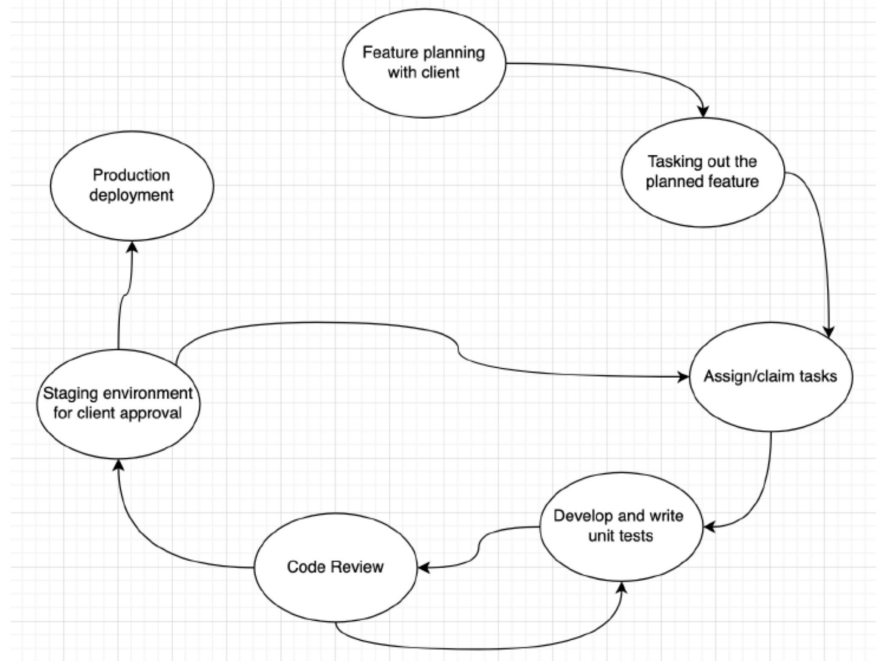 Feature planning
with client
Tasking out the
planned feature
Production
deployment
Assign/claim tasks
Staging environment
for client approval
Develop and write
unit tests
Code Review